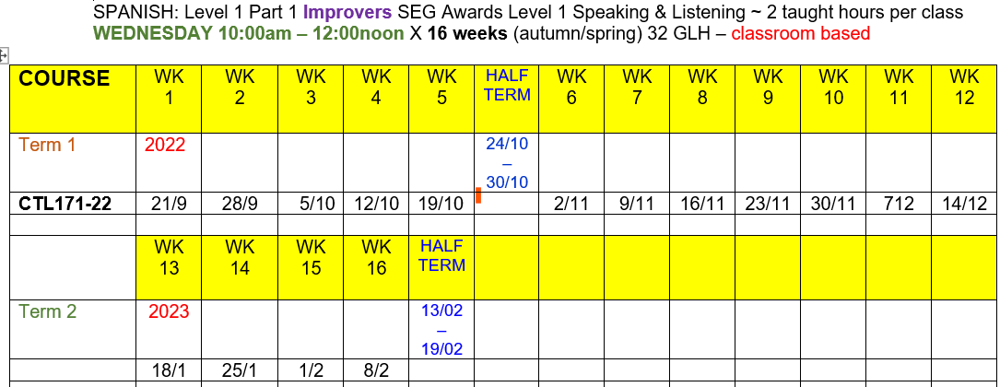 SPANISH: Level 1 Part 1 Improvers SEG Awards Level 1 Speaking & Listening ~ 2 taught hours per class
WEDNESDAY 10:00am – 12:00noon X 16 weeks (autumn/spring) 32 GLH – classroom based
COURSE WK 1 WK 2 WK 3 WK 4 WK 5 HALF TERM WK 6 WK 7 WK 8 WK 9 WK 10 WK 11 WK 12
Term 1 2022 24/10 – 30/10
CTL171-22 21/9 28/9 5/10 12/10 19/10 2/11 9/11 16/11 23/11 30/11 712 14/12
WK 13 WK 14 WK 15 WK 16 HALF TERM
Term 2 2023 13/02 – 19/02
18/1 25/1 1/2 8/2